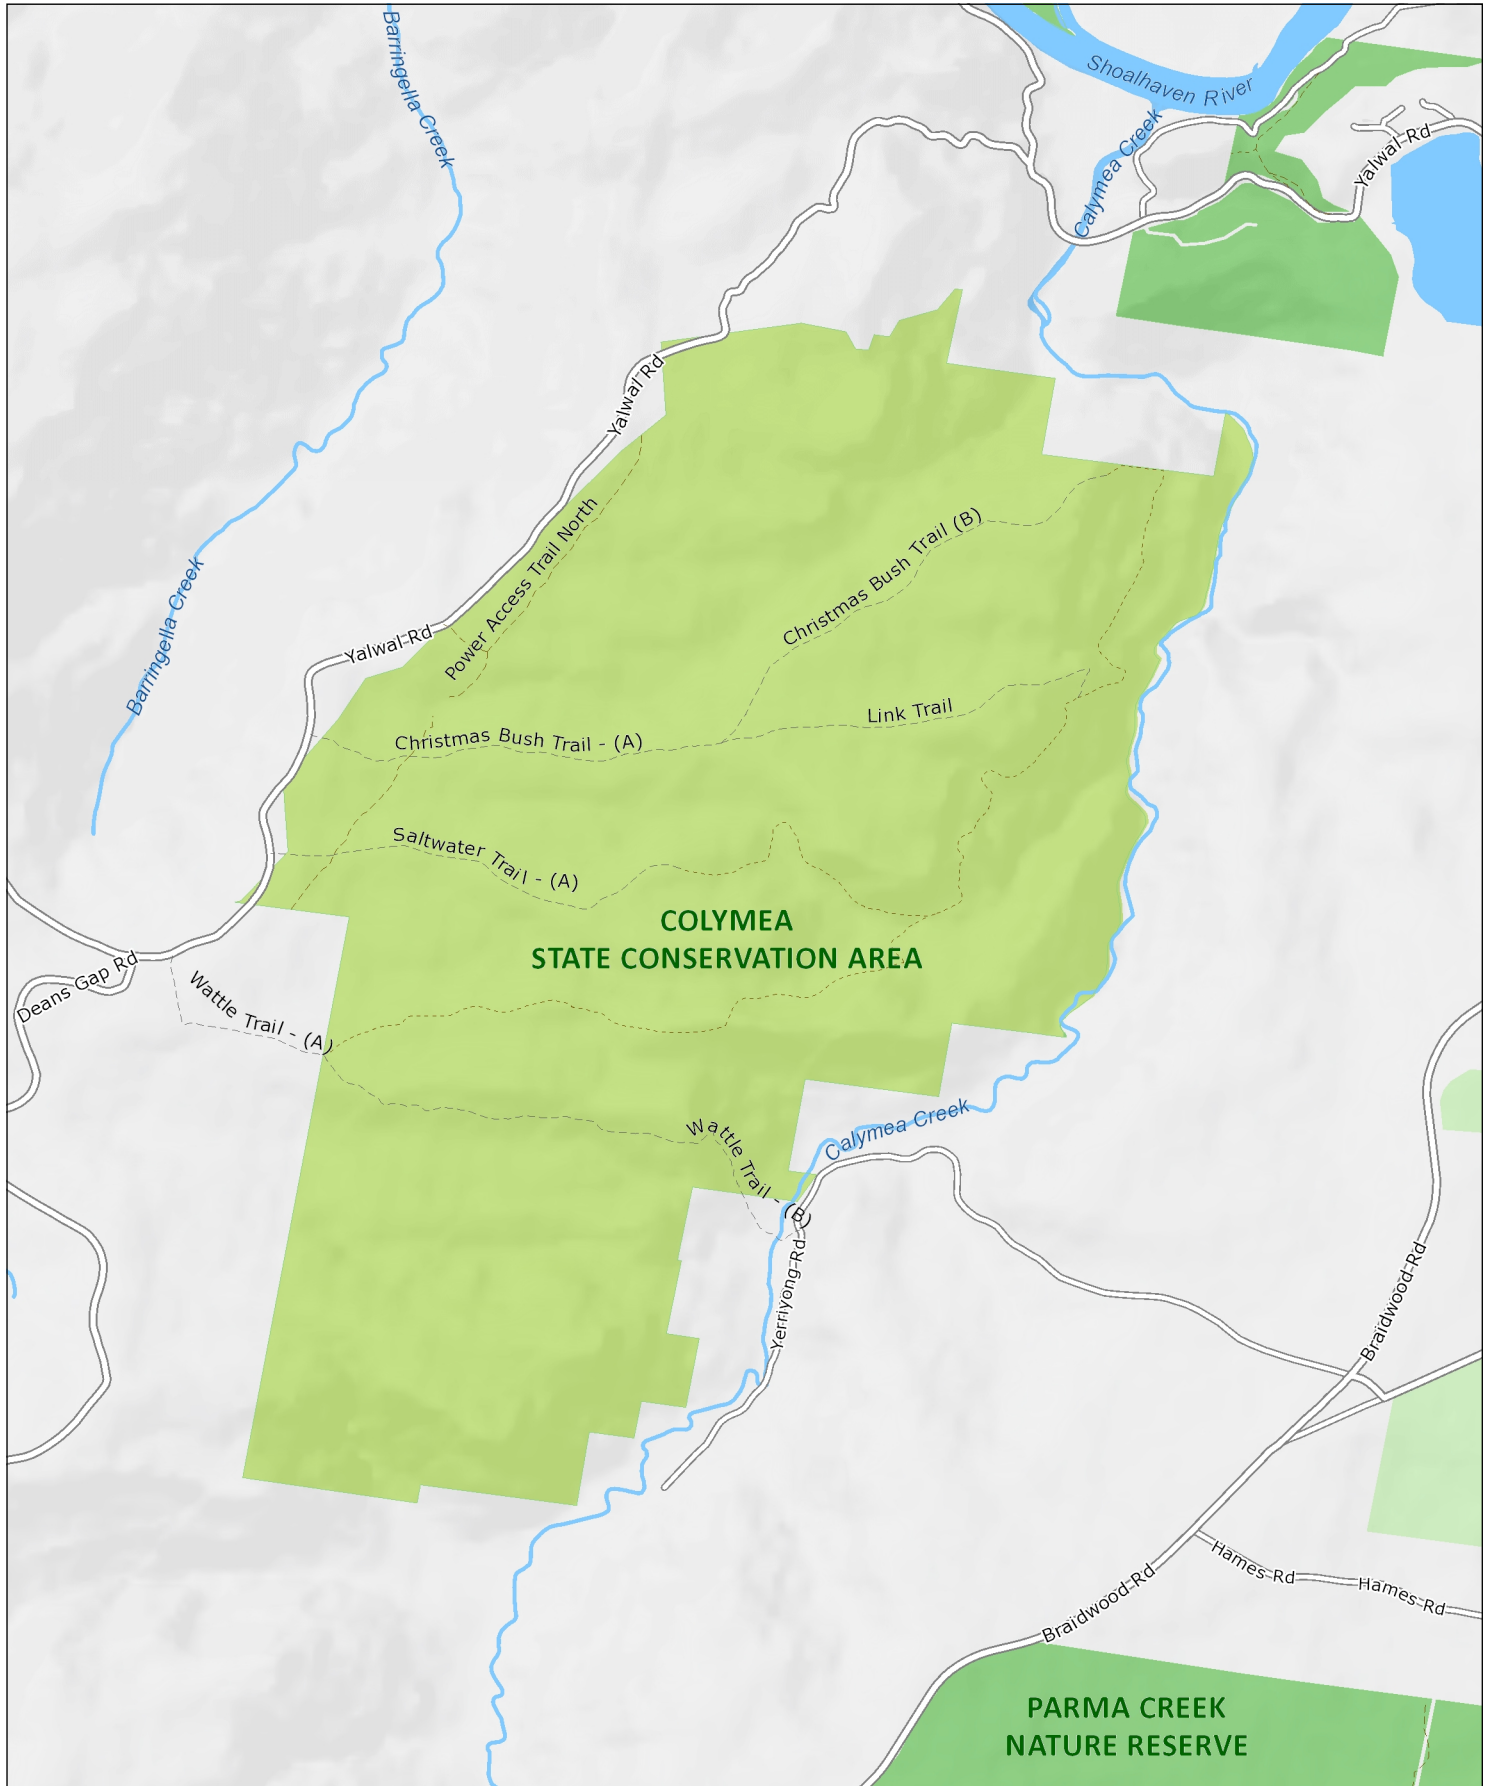 Barringella Creek
Shoalhaven River
Calymea Creek
Yalwal Rd
Yalwal Rd
Power Access Trail North
Christmas Bush Trail (B)
Barringella Creek
Yalwal Rd
Link Trail
Christmas Bush Trail - (A)
Saltwater Trail - (A)
COLYMEA
STATE CONSERVATION AREA
Deans Gap Rd
Wattle Trail - (A)
Calymea Creek
Wattle Trail - (B)
Yerriyong Rd
Braidwood Rd
Hames Rd
Hames Rd
Braidwood Rd
PARMA CREEK
NATURE RESERVE